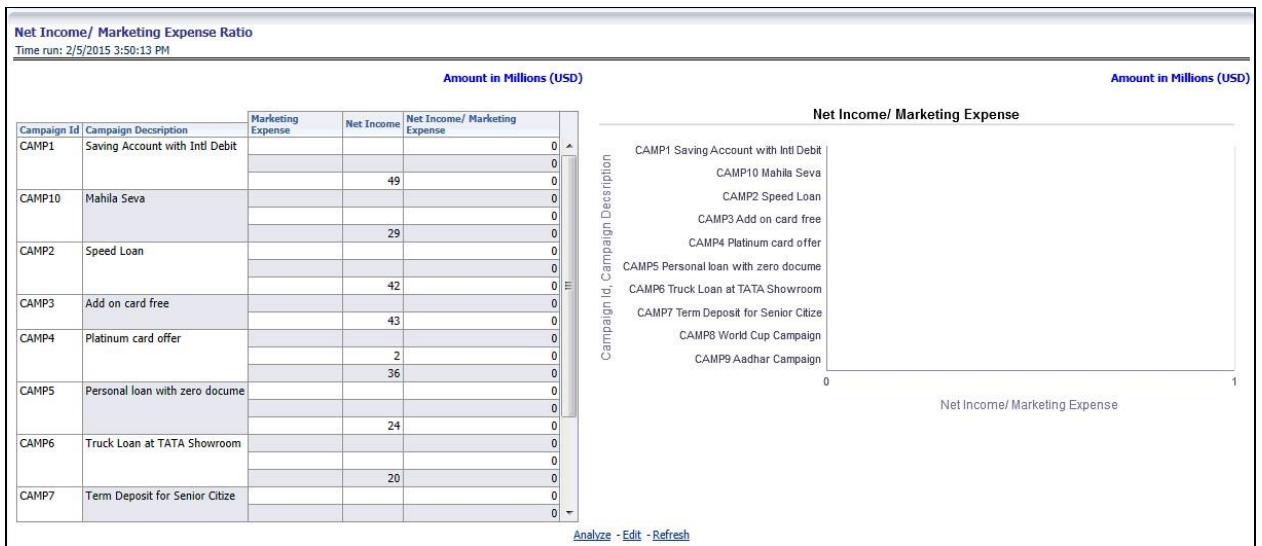 Net Income/ Marketing Expense Ratio
Time run: 2/5/2015 3:50:13 PM
Amount in Millions (USD)
Campaign Id Campaign Decsription Marketing Expense Net Income Net Income/ Marketing Expense
CAMP1 Saving Account with Intl Debit 0
0
49 0
CAMP10 Mahila Seva 0
0
29 0
CAMP2 Speed Loan 0
0
42 0
CAMP3 Add on card free 0
43 0
CAMP4 Platinum card offer 0
2 0
36 0
CAMP5 Personal loan with zero docume 0
0
24 0
CAMP6 Truck Loan at TATA Showroom 0
0
20 0
CAMP7 Term Deposit for Senior Citize 0
0
Amount in Millions (USD)
Net Income/ Marketing Expense
Campaign Id, Campaign Decsription
CAMP1 Saving Account with Intl Debit
CAMP10 Mahila Seva
CAMP2 Speed Loan
CAMP3 Add on card free
CAMP4 Platinum card offer
CAMP5 Personal loan with zero docume
CAMP6 Truck Loan at TATA Showroom
CAMP7 Term Deposit for Senior Citize
CAMP8 World Cup Campaign
CAMP9 Aadhar Campaign
0 1
Net Income/ Marketing Expense
Analyze - Edit - Refresh